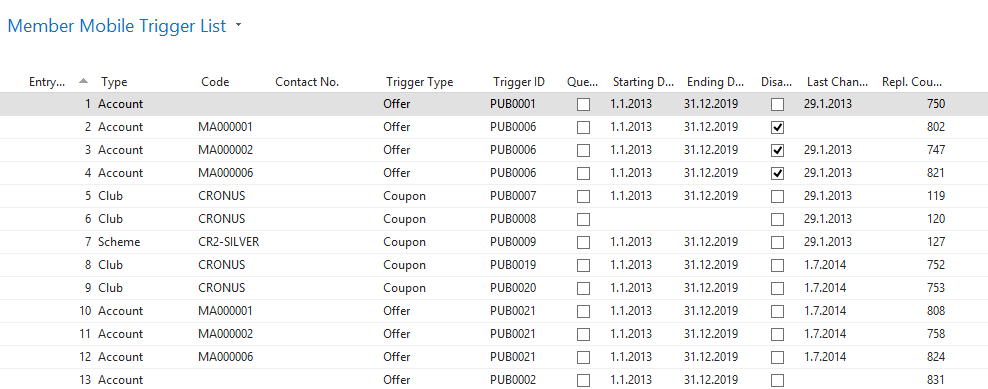 Member Mobile Trigger List
Entry... Type Code Contact No. Trigger Type Trigger ID Que... Starting D... Ending D... Disa... Last Chan... Repl. Cou...
1 Account Offer PUB0001 1.1.2013 31.12.2019 29.1.2013 750
2 Account MA000001 Offer PUB0006 1.1.2013 31.12.2019 802
3 Account MA000002 Offer PUB0006 1.1.2013 31.12.2019 29.1.2013 747
4 Account MA000006 Offer PUB0006 1.1.2013 31.12.2019 29.1.2013 821
5 Club CRONUS Coupon PUB0007 1.1.2013 31.12.2019 29.1.2013 119
6 Club CRONUS Coupon PUB0008 29.1.2013 120
7 Scheme CR2-SILVER Coupon PUB0009 1.1.2013 31.12.2019 29.1.2013 127
8 Club CRONUS Coupon PUB0019 1.1.2013 31.12.2019 1.7.2014 752
9 Club CRONUS Coupon PUB0020 1.1.2013 31.12.2019 1.7.2014 753
10 Account MA000001 Offer PUB0021 1.1.2013 31.12.2019 1.7.2014 808
11 Account MA000002 Offer PUB0021 1.1.2013 31.12.2019 1.7.2014 758
12 Account MA000006 Offer PUB0021 1.1.2013 31.12.2019 1.7.2014 824
13 Account Offer PUB0002 1.1.2013 31.12.2019 831